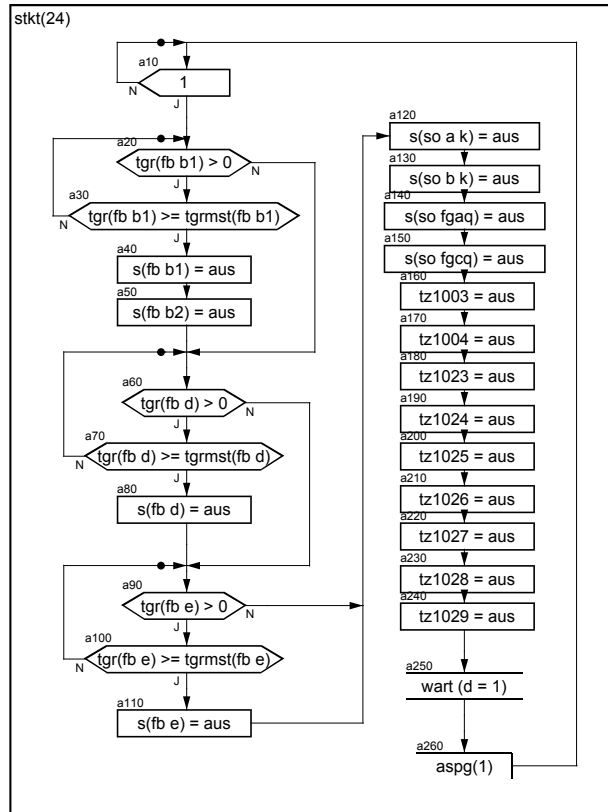 stkt(24)
a10
1
N
J
a20
tgr(fb b1) > 0
N
J
a30
tgr(fb b1) >= tgrmst(fb b1)
N
J
a40
s(fb b1) = aus
a50
s(fb b2) = aus
a60
tgr(fb d) > 0
N
J
a70
tgr(fb d) >= tgrmst(fb d)
N
J
a80
s(fb d) = aus
a90
tgr(fb e) > 0
N
J
a100
tgr(fb e) >= tgrmst(fb e)
N
J
a110
s(fb e) = aus
a120
s(so a k) = aus
a130
s(so b k) = aus
a140
s(so fgaq) = aus
a150
s(so fgcq) = aus
a160
tz1003 = aus
a170
tz1004 = aus
a180
tz1023 = aus
a190
tz1024 = aus
a200
tz1025 = aus
a210
tz1026 = aus
a220
tz1027 = aus
a230
tz1028 = aus
a240
tz1029 = aus
a250
wart (d = 1)
a260
aspg(1)